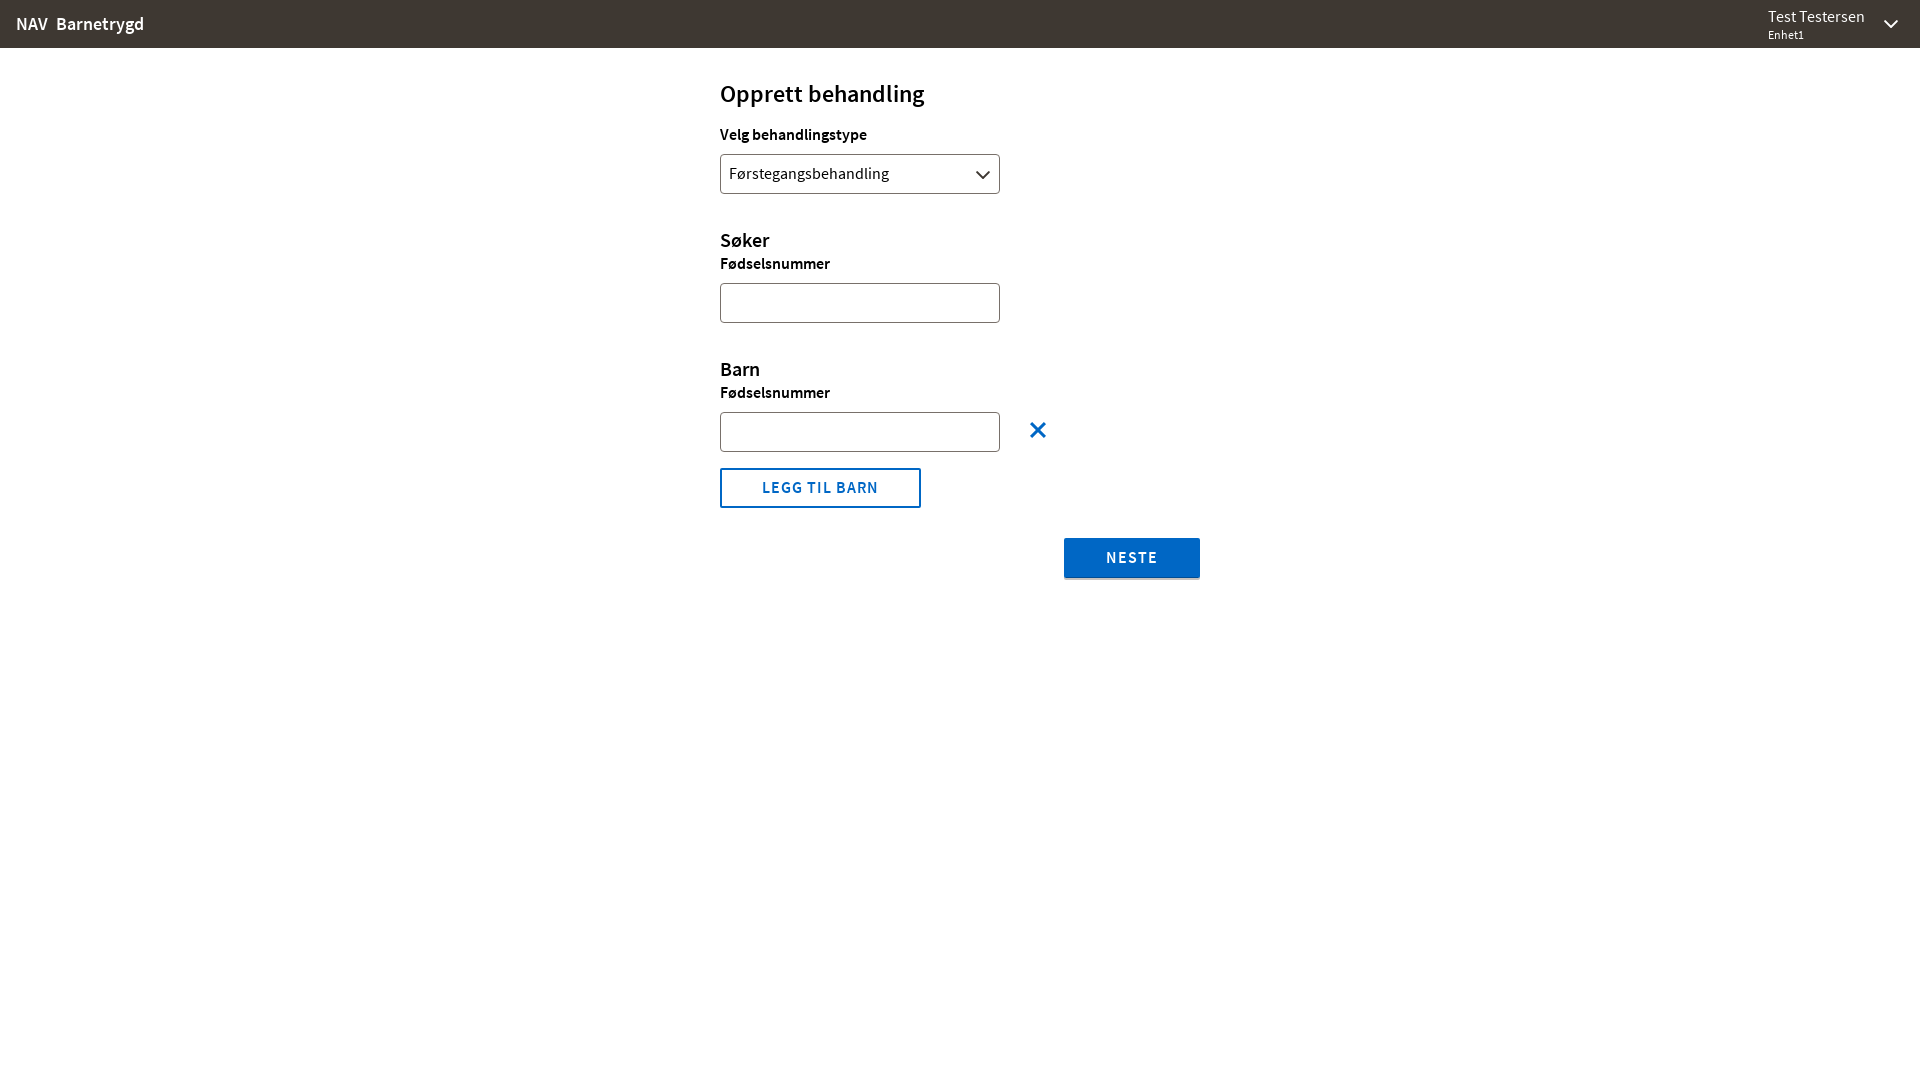 NAV Barnetrygd
Test Testersen
Enhet1
Opprett behandling
Velg behandlingstype
Førstegangsbehandling
Søker
Fødselsnummer
Barn
Fødselsnummer
LEGG TIL BARN
NESTE